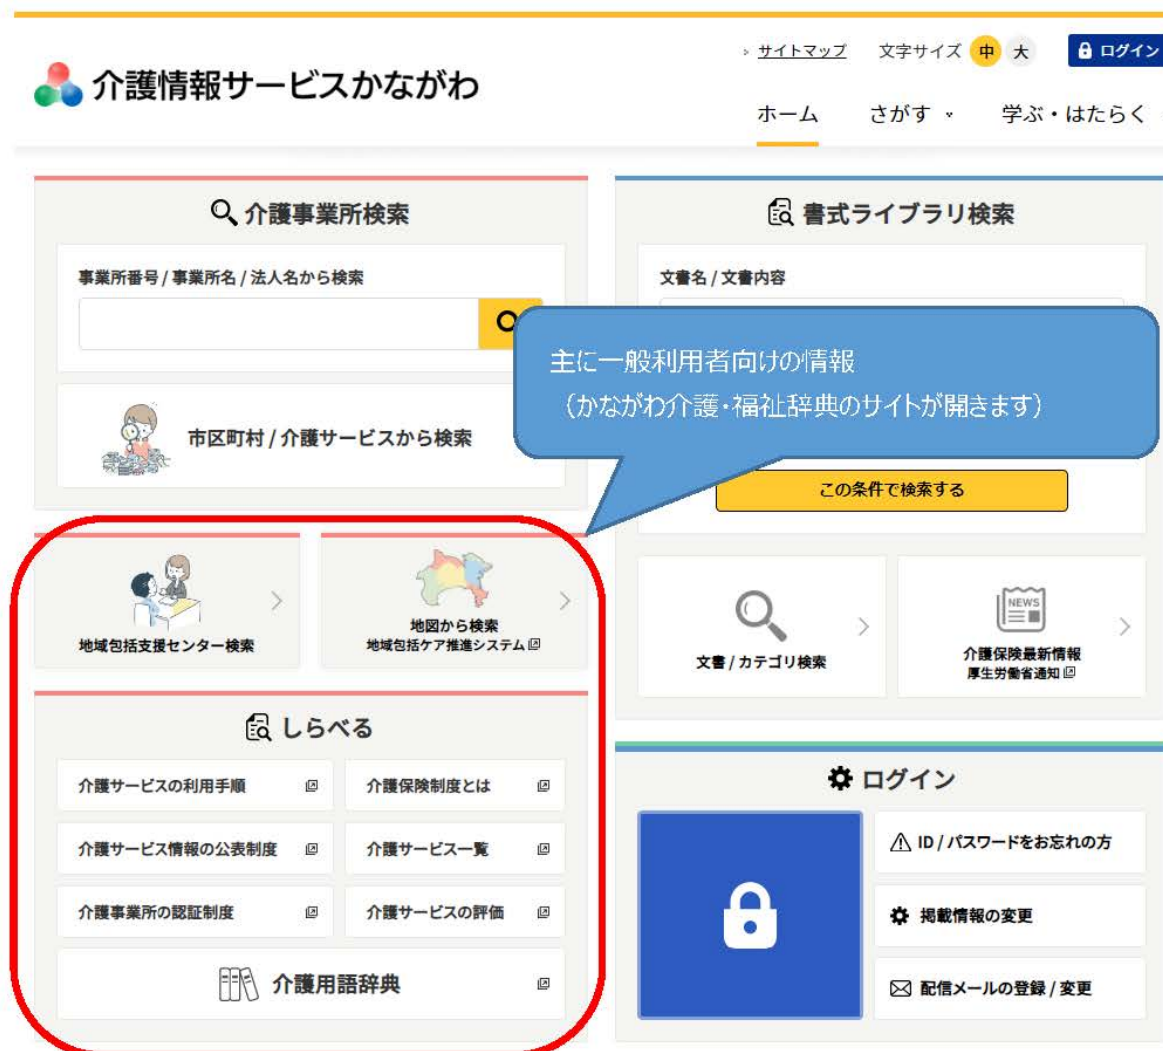 サイトマップ 文字サイズ 中 大 ログイン
介護情報サービスかながわ
ホーム さがす 学ぶ・はたらく
介護事業所検索
事業所番号 / 事業所名 / 法人名から検索
市区町村 / 介護サービスから検索
書式ライブラリ検索
文書名 / 文書内容
主に一般利用者向けの情報
（かながわ介護・福祉辞典のサイトが開きます）
この条件で検索する
地域包括支援センター検索
地図から検索
地域包括ケア推進システム
文書 / カテゴリ検索
NEWS
介護保険最新情報
厚生労働省通知
しらべる
介護サービスの利用手順
介護保険制度とは
介護サービス情報の公表制度
介護サービス一覧
介護事業所の認証制度
介護サービスの評価
介護用語辞典
ログイン
ID / パスワードをお忘れの方
掲載情報の変更
配信メールの登録 / 変更